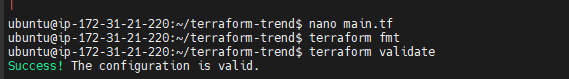 ubuntu@ip-172-31-21-220:~/terraform-trend$ nano main.tf
ubuntu@ip-172-31-21-220:~/terraform-trend$ terraform fmt
ubuntu@ip-172-31-21-220:~/terraform-trend$ terraform validate
Success! The configuration is valid.